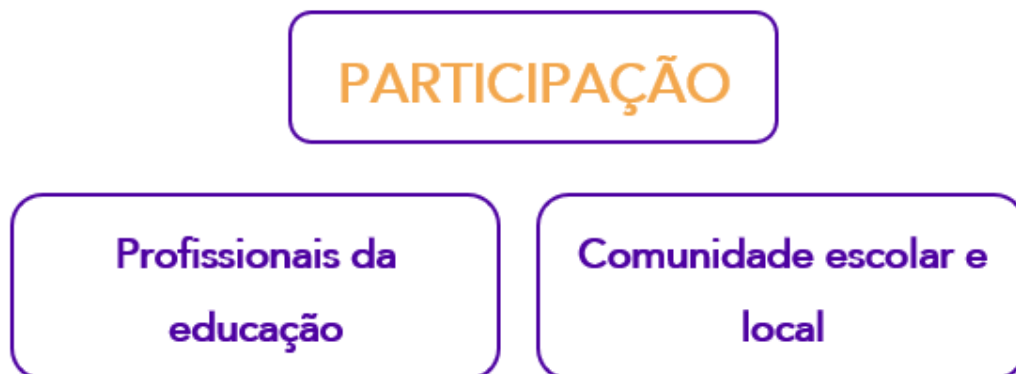 PARTICIPAÇÃO
Profissionais da
educação
Comunidade escolar e
local